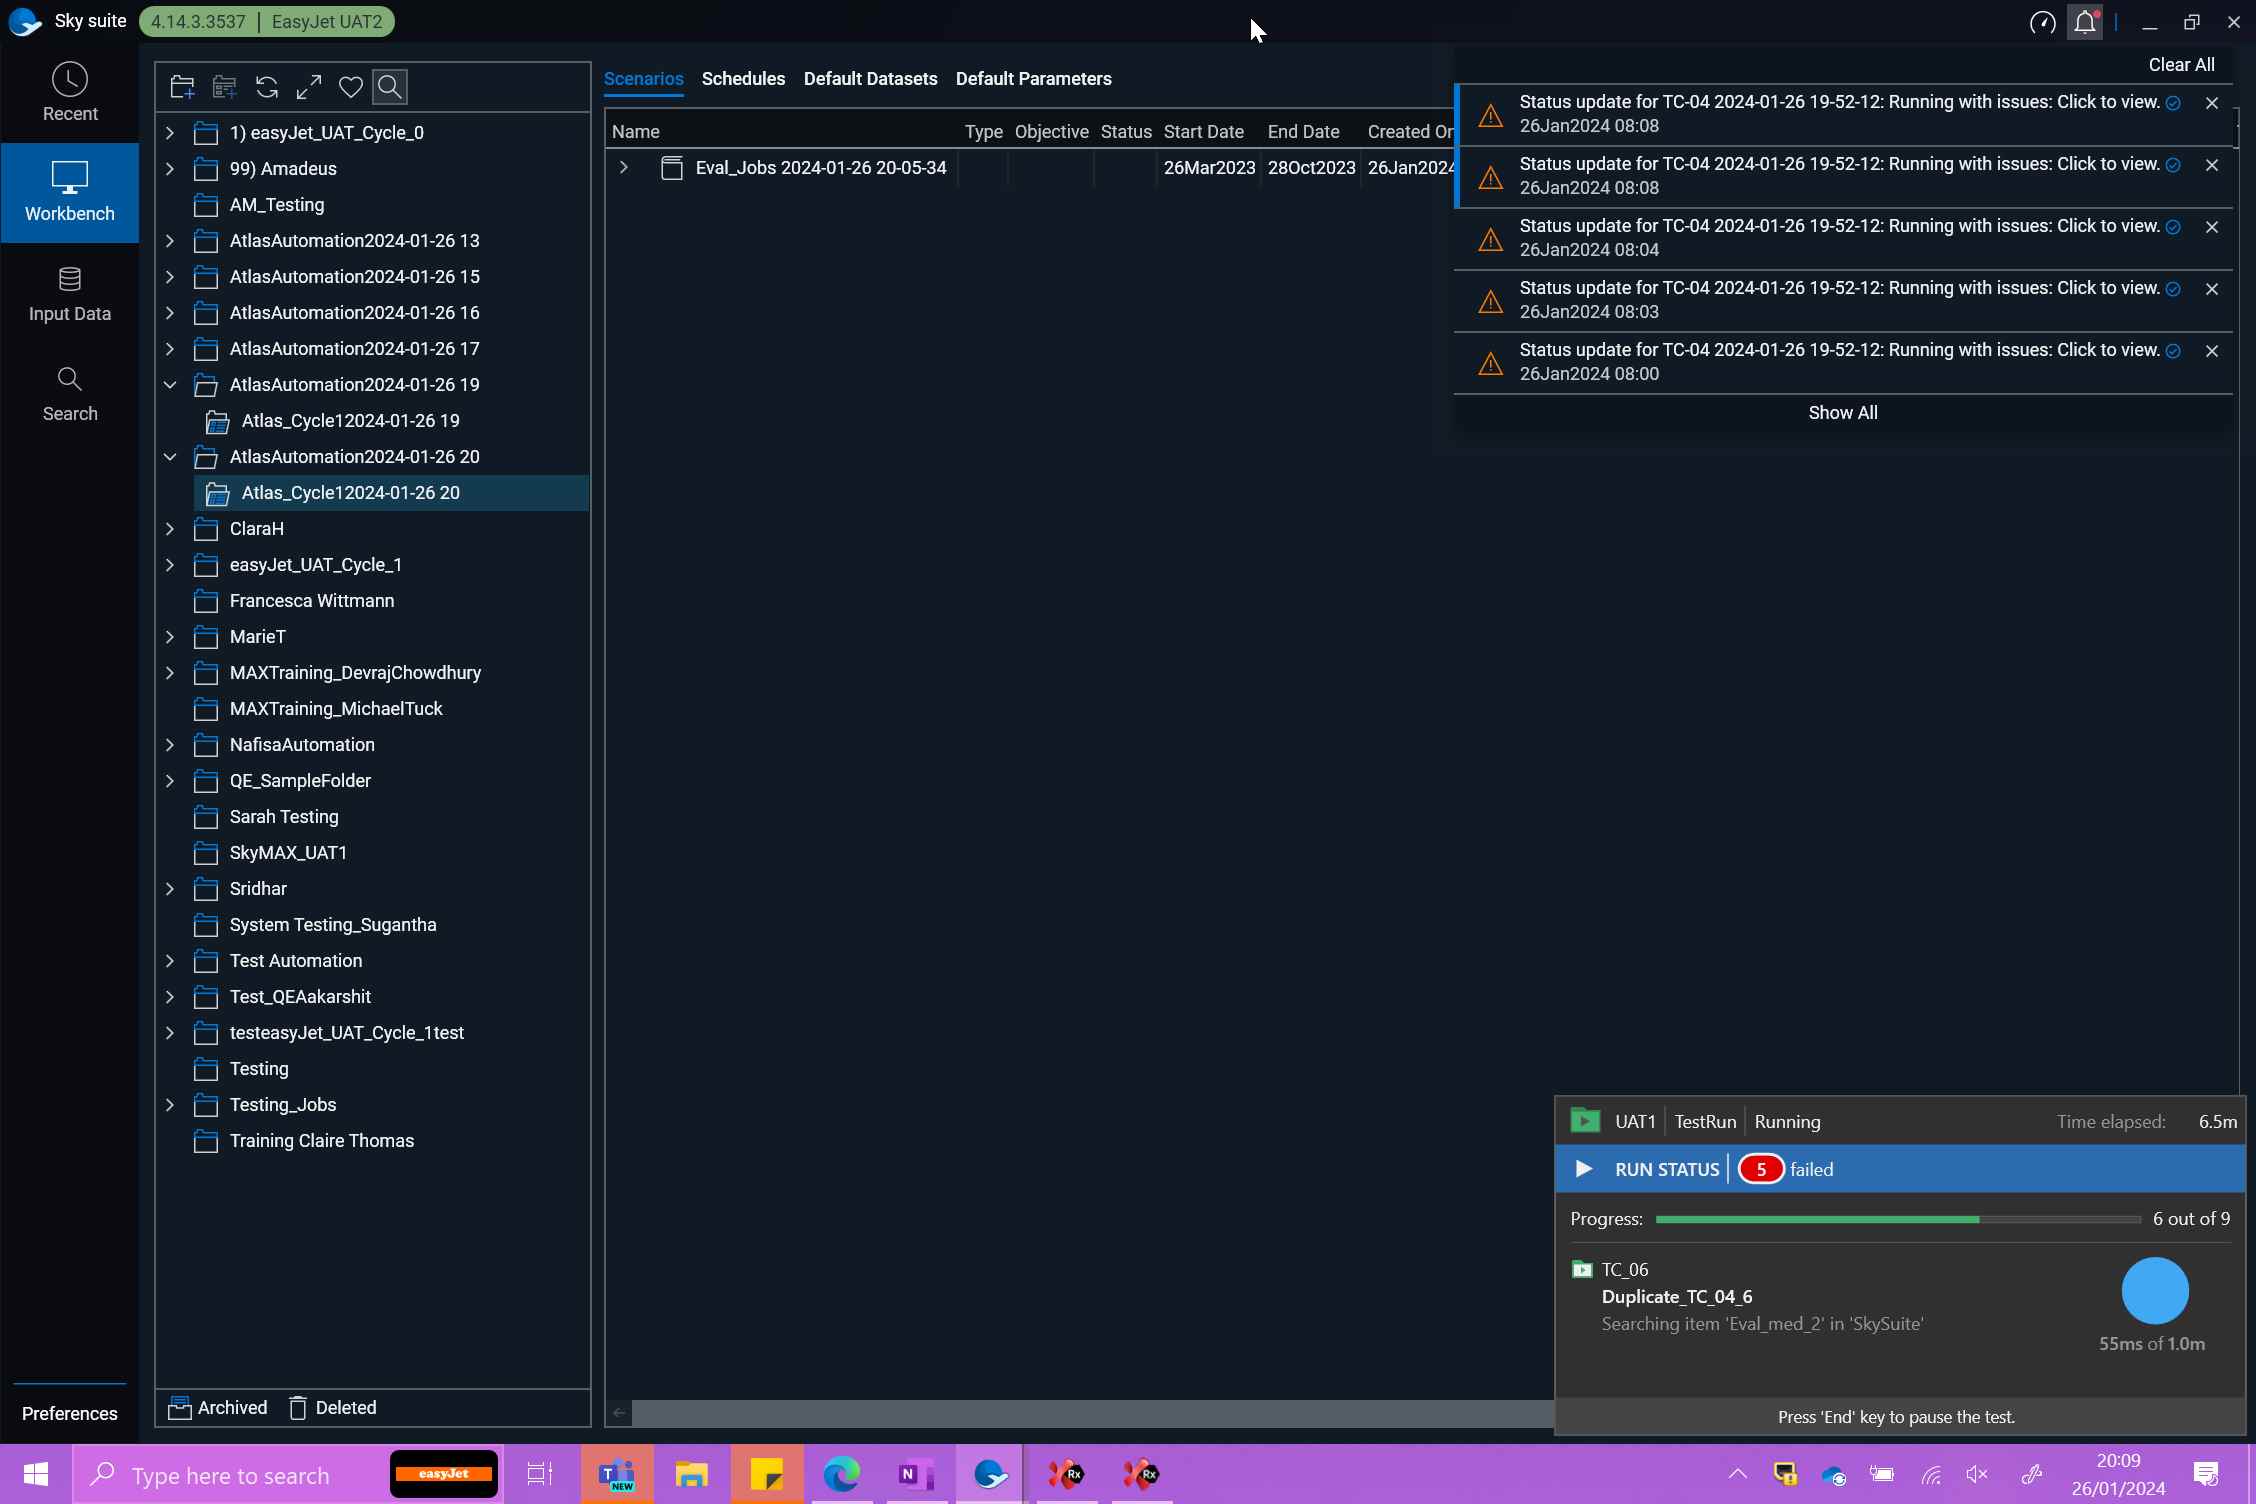 Sky suite 4.14.3.3537 | EasyJet UAT2
Recent
Workbench
Input Data
Search
Preferences
1) easyJet_UAT_Cycle_0
99) Amadeus
AM_Testing
AtlasAutomation2024-01-26 13
AtlasAutomation2024-01-26 15
AtlasAutomation2024-01-26 16
AtlasAutomation2024-01-26 17
AtlasAutomation2024-01-26 19
Atlas_Cycle12024-01-26 19
AtlasAutomation2024-01-26 20
Atlas_Cycle12024-01-26 20
ClaraH
easyJet_UAT_Cycle_1
Francesca Wittmann
MarieT
MAXTraining_DevrajChowdhury
MAXTraining_MichaelTuck
NafisaAutomation
QE_SampleFolder
Sarah Testing
SkyMAX_UAT1
Sridhar
System Testing_Sugantha
Test Automation
Test_QEAakarshit
testeasyJet_UAT_Cycle_1test
Testing
Testing_Jobs
Training Claire Thomas
Archived Deleted
Scenarios Schedules Default Datasets Default Parameters
Name Type Objective Status Start Date End Date Created On
Eval_Jobs 2024-01-26 20-05-34 26Mar2023 28Oct2023 26Jan2024
Clear All
Status update for TC-04 2024-01-26 19-52-12: Running with issues: Click to view.
26Jan2024 08:08
Status update for TC-04 2024-01-26 19-52-12: Running with issues: Click to view.
26Jan2024 08:08
Status update for TC-04 2024-01-26 19-52-12: Running with issues: Click to view.
26Jan2024 08:04
Status update for TC-04 2024-01-26 19-52-12: Running with issues: Click to view.
26Jan2024 08:03
Status update for TC-04 2024-01-26 19-52-12: Running with issues: Click to view.
26Jan2024 08:00
Show All
UAT1 TestRun Running Time elapsed: 6.5m
RUN STATUS 5 failed
Progress: 6 out of 9
TC_06
Duplicate_TC_04_6
Searching item 'Eval_med_2' in 'SkySuite'
55ms of 1.0m
Press 'End' key to pause the test.
Type here to search
easyJet
T
NEW
N
Rx
Rx
20:09
26/01/2024